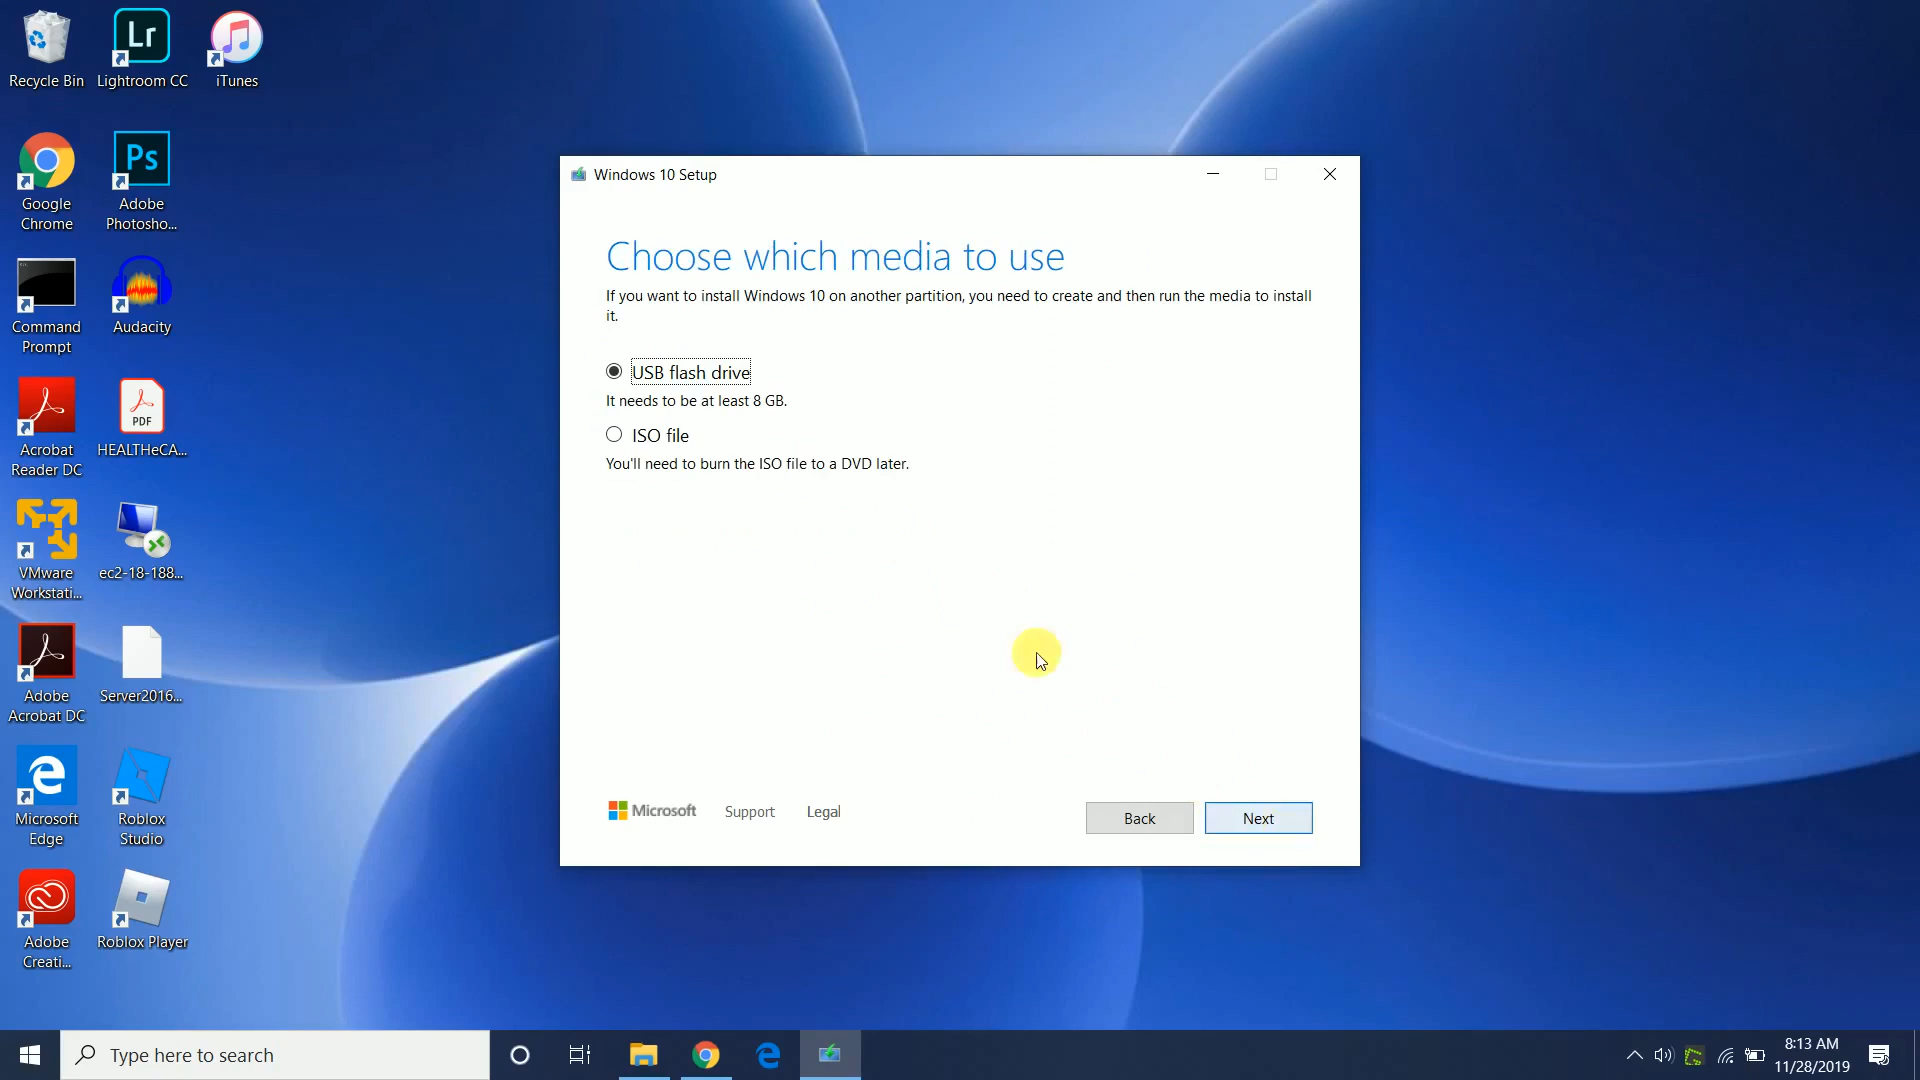 Recycle Bin
Lr
Lightroom CC
iTunes
Google
Chrome
Ps
Adobe
Photosho...
Command
Prompt
Audacity
Acrobat
Reader DC
PDF
HEALTHeCA...
VMware
Workstati...
ec2-18-188...
Adobe
Acrobat DC
Server2016...
Microsoft
Edge
Roblox
Studio
Adobe
Creati...
Roblox Player
Windows 10 Setup
Choose which media to use
If you want to install Windows 10 on another partition, you need to create and then run the media to install
it.
USB flash drive
It needs to be at least 8 GB.
ISO file
You'll need to burn the ISO file to a DVD later.
Microsoft
Support
Legal
Back
Next
Type here to search
8:13 AM
11/28/2019